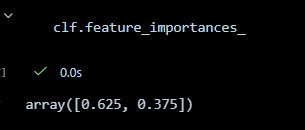 clf.feature_importances_
]
0.0s
array([0.625, 0.375])